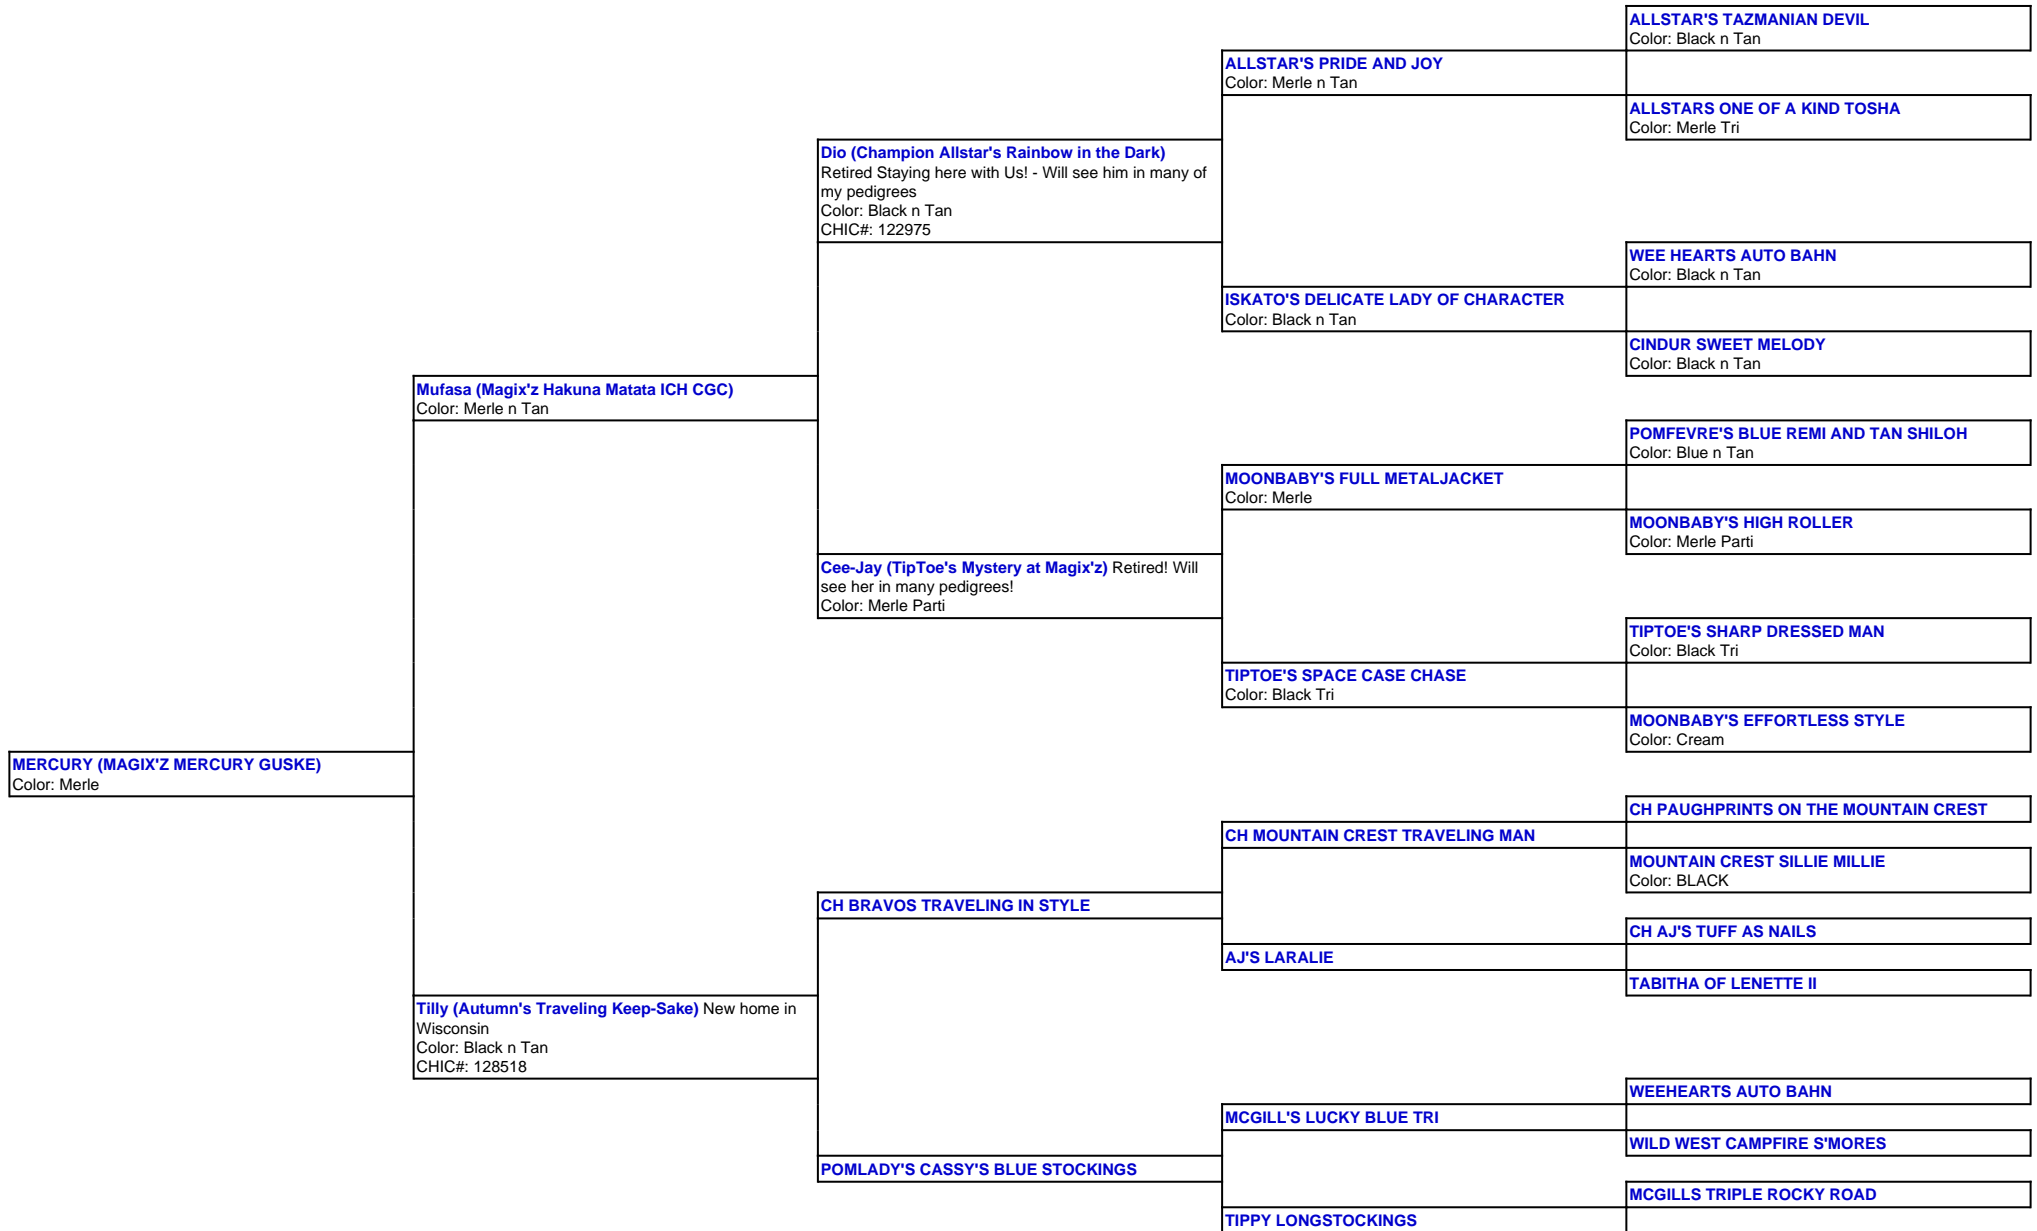 ALLSTAR'S TAZMANIAN DEVIL
Color: Black n Tan
ALLSTAR'S PRIDE AND JOY
Color: Merle n Tan
ALLSTARS ONE OF A KIND TOSHA
Color: Merle Tri
Dio (Champion Allstar's Rainbow in the Dark)
Retired Staying here with Us! - Will see him in many of
my pedigrees
Color: Black n Tan
CHIC#: 122975
WEE HEARTS AUTO BAHN
Color: Black n Tan
ISKATO'S DELICATE LADY OF CHARACTER
Color: Black n Tan
CINDUR SWEET MELODY
Color: Black n Tan
Mufasa (Magix'z Hakuna Matata ICH CGC)
Color: Merle n Tan
POMFEVRE'S BLUE REMI AND TAN SHILOH
Color: Blue n Tan
MOONBABY'S FULL METALJACKET
Color: Merle
MOONBABY'S HIGH ROLLER
Color: Merle Parti
Cee-Jay (TipToe's Mystery at Magix'z) Retired! Will
see her in many pedigrees!
Color: Merle Parti
TIPTOE'S SHARP DRESSED MAN
Color: Black Tri
TIPTOE'S SPACE CASE CHASE
Color: Black Tri
MOONBABY'S EFFORTLESS STYLE
Color: Cream
MERCURY (MAGIX'Z MERCURY GUSKE)
Color: Merle
CH PAUGHPRINTS ON THE MOUNTAIN CREST
CH MOUNTAIN CREST TRAVELING MAN
MOUNTAIN CREST SILLIE MILLIE
Color: BLACK
CH BRAVOS TRAVELING IN STYLE
CH AJ'S TUFF AS NAILS
AJ'S LARALIE
TABITHA OF LENETTE II
Tilly (Autumn's Traveling Keep-Sake) New home in
Wisconsin
Color: Black n Tan
CHIC#: 128518
WEEHEARTS AUTO BAHN
MCGILL'S LUCKY BLUE TRI
WILD WEST CAMPFIRE S'MORES
POMLADY'S CASSY'S BLUE STOCKINGS
MCGILLS TRIPLE ROCKY ROAD
TIPPY LONGSTOCKINGS